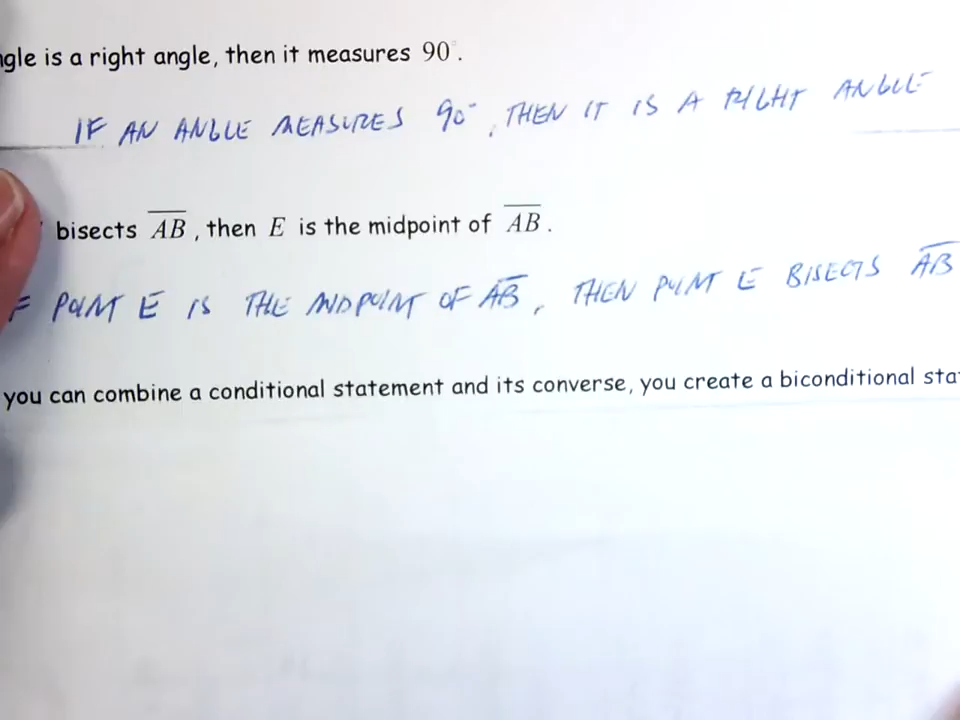 ngle is a right angle, then it measures 90°.
IF AN ANGLE MEASURES 90°, THEN IT IS A RIGHT ANGLE
bisects AB, then E is the midpoint of AB.
F POINT E IS THE MIDPOINT OF AB, THEN POINT E BISECTS AB
you can combine a conditional statement and its converse, you create a biconditional sta